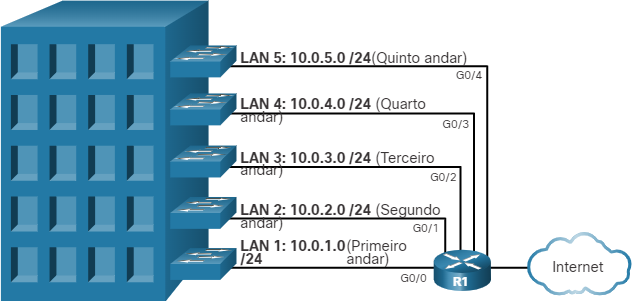 LAN 5: 10.0.5.0 /24(Quinto andar)
G0/4
LAN 4: 10.0.4.0 /24 (Quarto
andar)
G0/3
LAN 3: 10.0.3.0 /24 (Terceiro
andar)
G0/2
LAN 2: 10.0.2.0 /24 (Segundo
andar)
G0/1
LAN 1: 10.0.1.0(Primeiro
/24 andar)
G0/0
R1
Internet